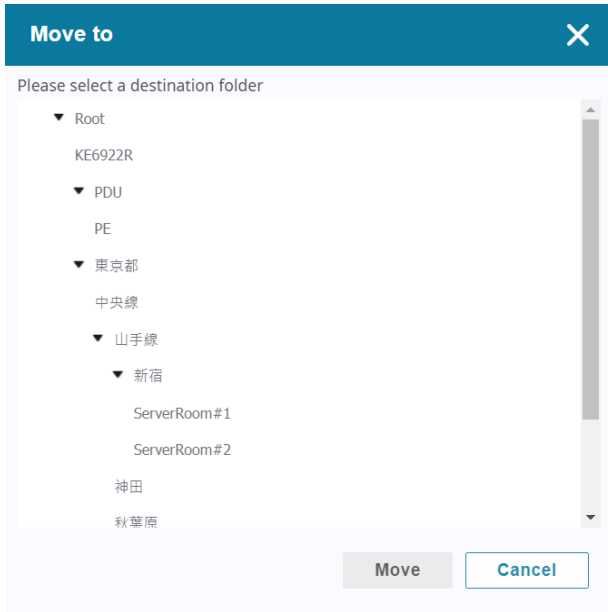 Move to
Please select a destination folder
Root
KE6922R
PDU
PE
東京都
中央線
山手線
新宿
ServerRoom#1
ServerRoom#2
神田
秋葉原
Move
Cancel